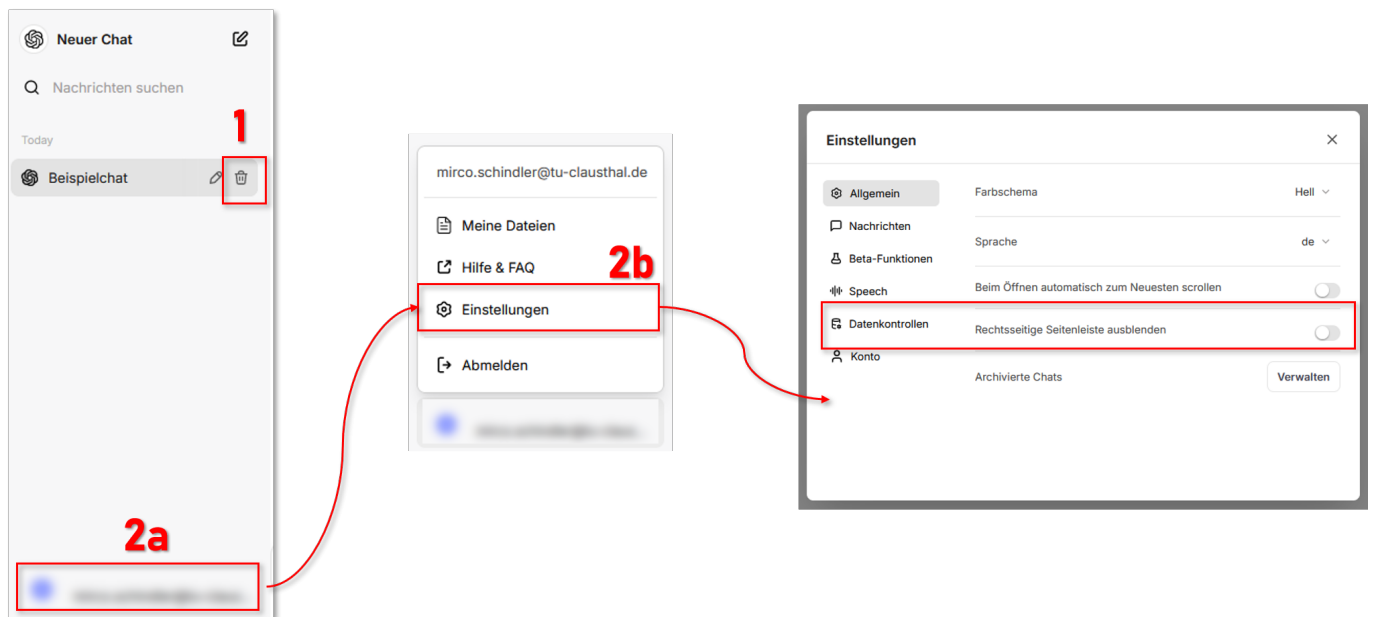 Neuer Chat
Nachrichten suchen
1
Today
Beispielchat
2a
mirco.schindler@tu-clausthal.de
Meine Dateien
Hilfe & FAQ
2b
Einstellungen
Abmelden
Einstellungen
Allgemein
Nachrichten
Beta-Funktionen
Speech
Datenkontrollen
Konto
Farbschema Hell
Sprache de
Beim Öffnen automatisch zum Neuesten scrollen
Rechtsseitige Seitenleiste ausblenden
Archivierte Chats Verwalten